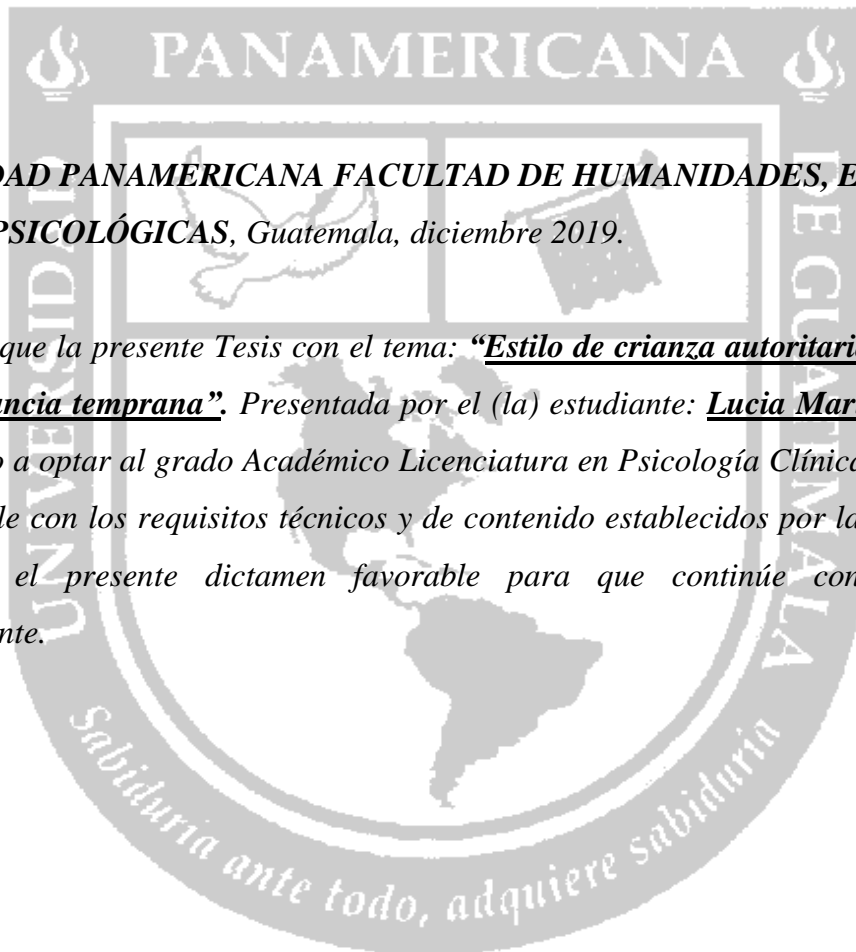 PANAMERICANA
UNIVERSIDAD
DE GUATEMALA
DAD PANAMERICANA FACULTAD DE HUMANIDADES, E
PSICOLÓGICAS, Guatemala, diciembre 2019.
que la presente Tesis con el tema: “Estilo de crianza autoritari
ancia temprana”. Presentada por el (la) estudiante: Lucia Mar
o a optar al grado Académico Licenciatura en Psicología Clínica
le con los requisitos técnicos y de contenido establecidos por la
el presente dictamen favorable para que continúe con
nte.
Sabiduría ante todo, adquiere sabiduría